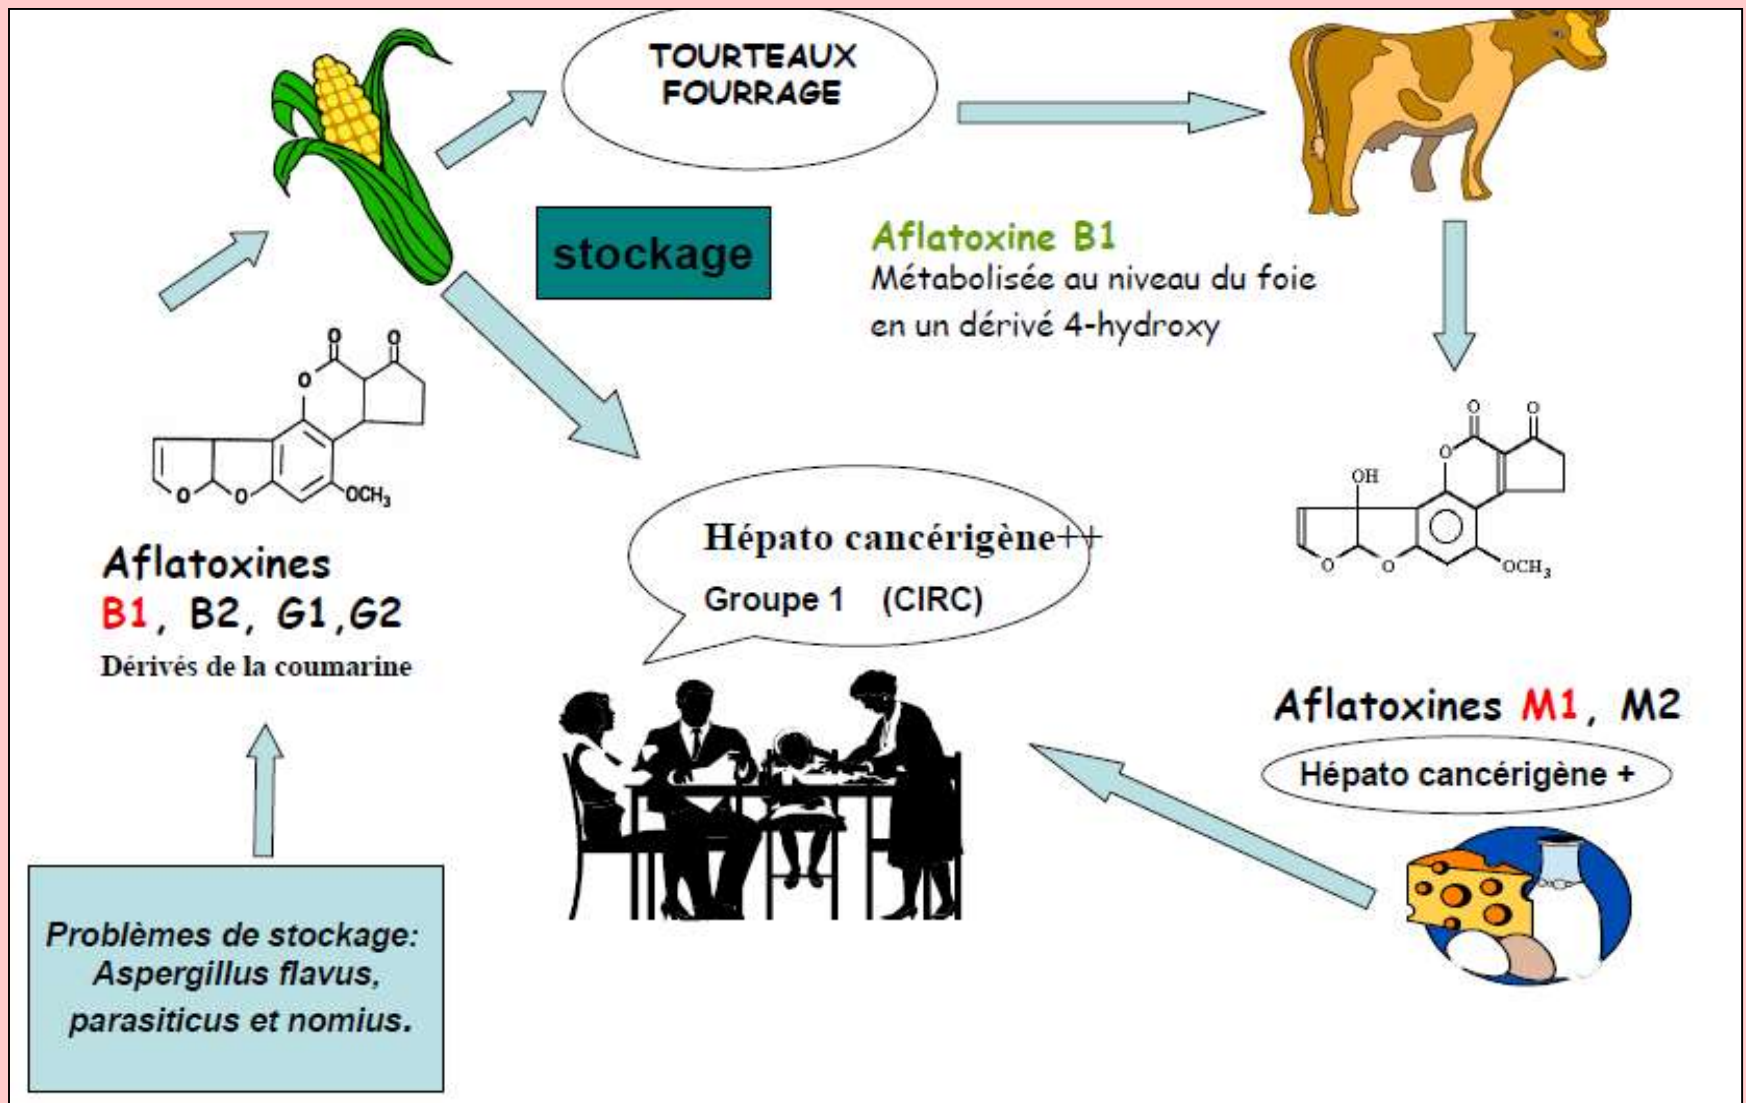 TOURTEAUX
FOURRAGE
stockage
Aflatoxine B1
Métabolisée au niveau du foie
en un dérivé 4-hydroxy
O
O
O
O
O
OCH3
Aflatoxines
B1, B2, G1,G2
Dérivés de la coumarine
Hépato cancérigène++
Groupe 1 (CIRC)
O
O
O
OH
O
O
OCH3
Aflatoxines M1, M2
Hépato cancérigène +
Problèmes de stockage:
Aspergillus flavus,
parasiticus et nomius.